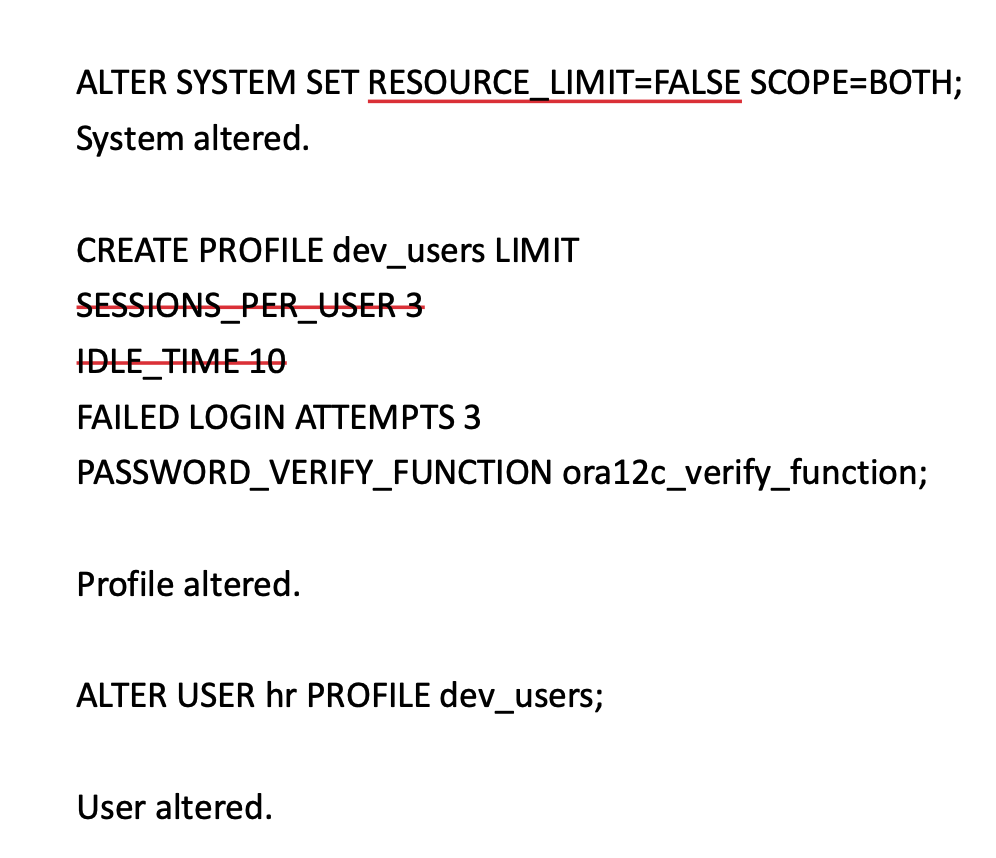 ALTER SYSTEM SET RESOURCE_LIMIT=FALSE SCOPE=BOTH;
System altered.
CREATE PROFILE dev_users LIMIT
SESSIONS_PER_USER 3
IDLE_TIME 10
FAILED LOGIN ATTEMPTS 3
PASSWORD_VERIFY_FUNCTION ora12c_verify_function;
Profile altered.
ALTER USER hr PROFILE dev_users;
User altered.